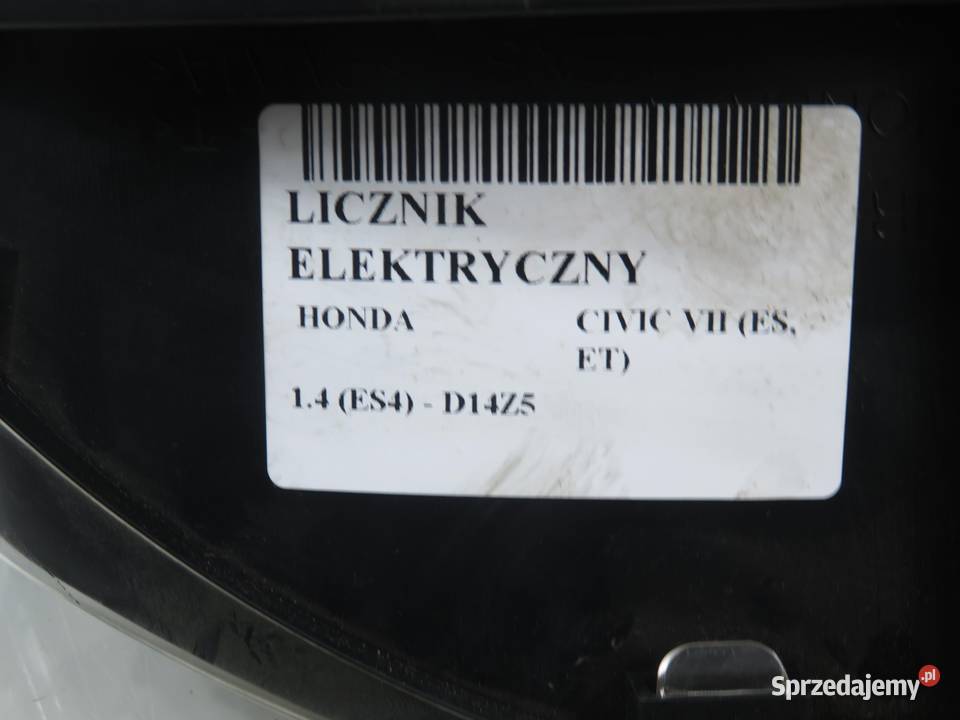 LICZNIK
ELEKTRYCZNY
HONDA CIVIC VII (ES,
ET)
1.4 (ES4) - D14Z5
Sprzedajemy.pl